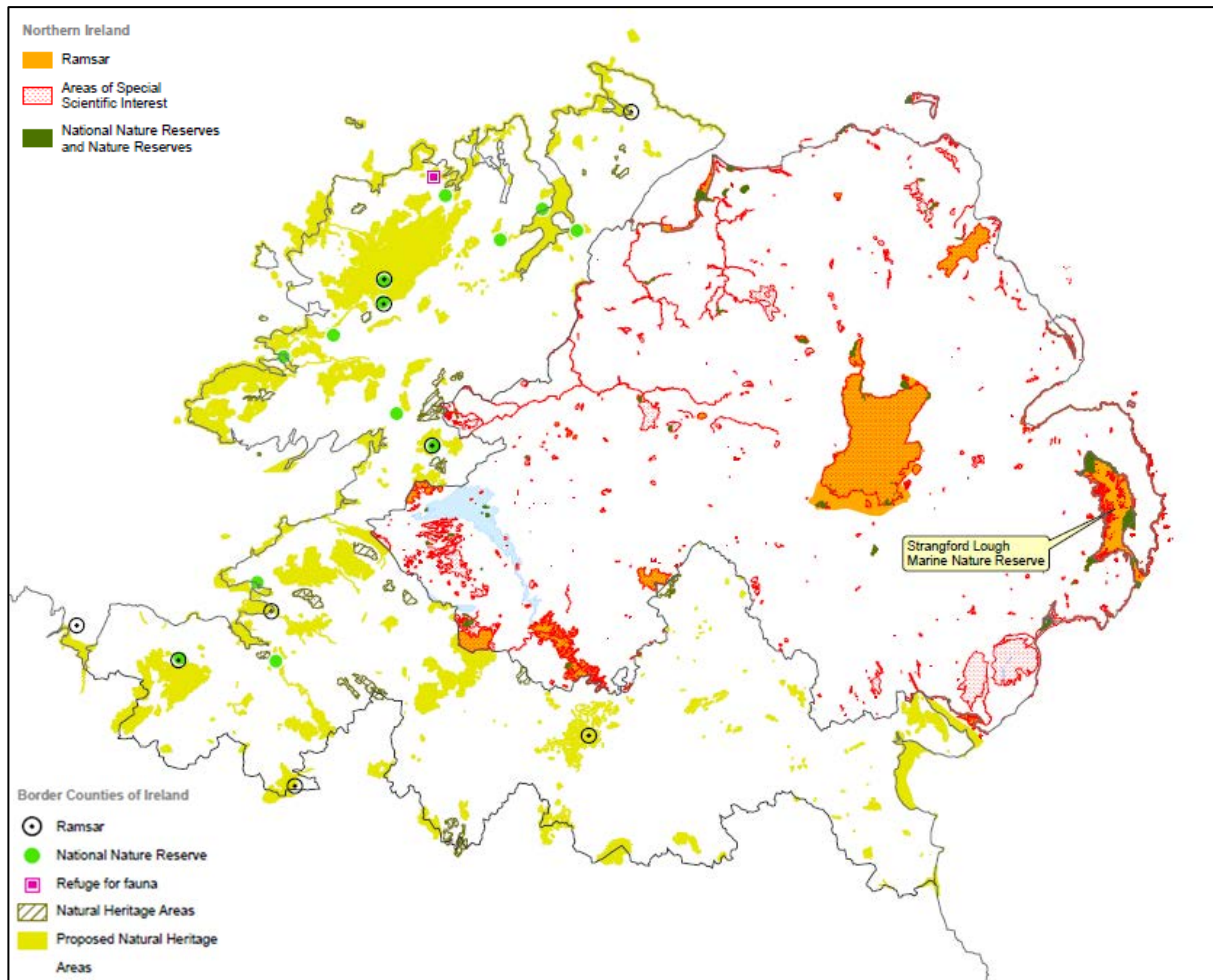 Northern Ireland
Ramsar
Areas of Special
Scientific Interest
National Nature Reserves
and Nature Reserves
Strangford Lough
Marine Nature Reserve
Border Counties of Ireland
Ramsar
National Nature Reserve
Refuge for fauna
Natural Heritage Areas
Proposed Natural Heritage
Areas